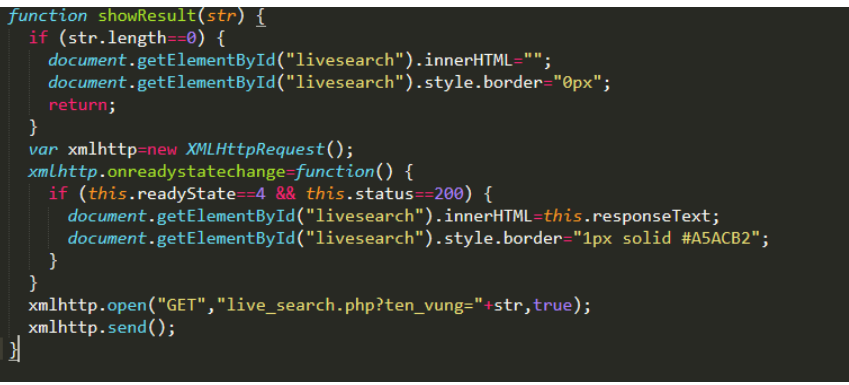 function showResult(str) {
if (str.length==0) {
document.getElementById("livesearch").innerHTML="";
document.getElementById("livesearch").style.border="0px";
return;
}
var xmlhttp=new XMLHttpRequest();
xmlhttp.onreadystatechange=function() {
if (this.readyState==4 && this.status==200) {
document.getElementById("livesearch").innerHTML=this.responseText;
document.getElementById("livesearch").style.border="1px solid #A5ACB2";
}
}
xmlhttp.open("GET","live_search.php?ten_vung="+str,true);
xmlhttp.send();
}